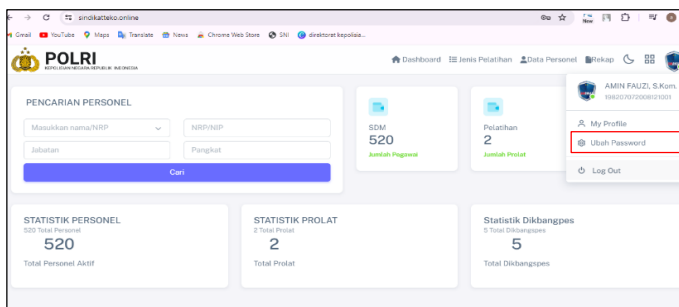 sindikatteko.online
Gmail YouTube Maps Translate News Chrome Web Store SNI direktorat kepolisia...
POLRI
KEPOLISIAN NEGARA REPUBLIK INDONESIA
Dashboard Jenis Pelatihan Data Personel Rekap
AMIN FAUZI, S.Kom.
198207072008121001
My Profile
Ubah Password
Log Out
PENCARIAN PERSONEL
Masukkan nama/NRP NRP/NIP
Jabatan Pangkat
Cari
SDM
520
Jumlah Pegawai
Pelatihan
2
Jumlah Prolat
STATISTIK PERSONEL
520 Total Personel
520
Total Personel Aktif
STATISTIK PROLAT
2 Total Prolat
2
Total Prolat
Statistik Dikbangpes
5 Total Dikbangspes
5
Total Dikbangpes